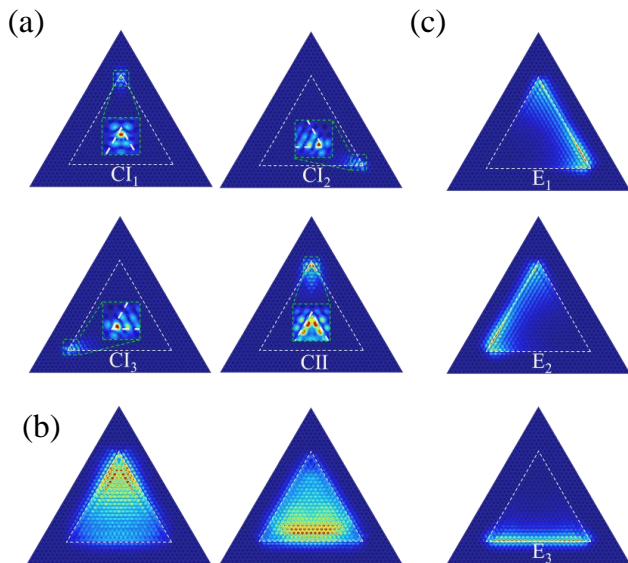 (a) (c)
CI₁ CI₂ E₁
CI₃ CII E₂
(b)
E₃